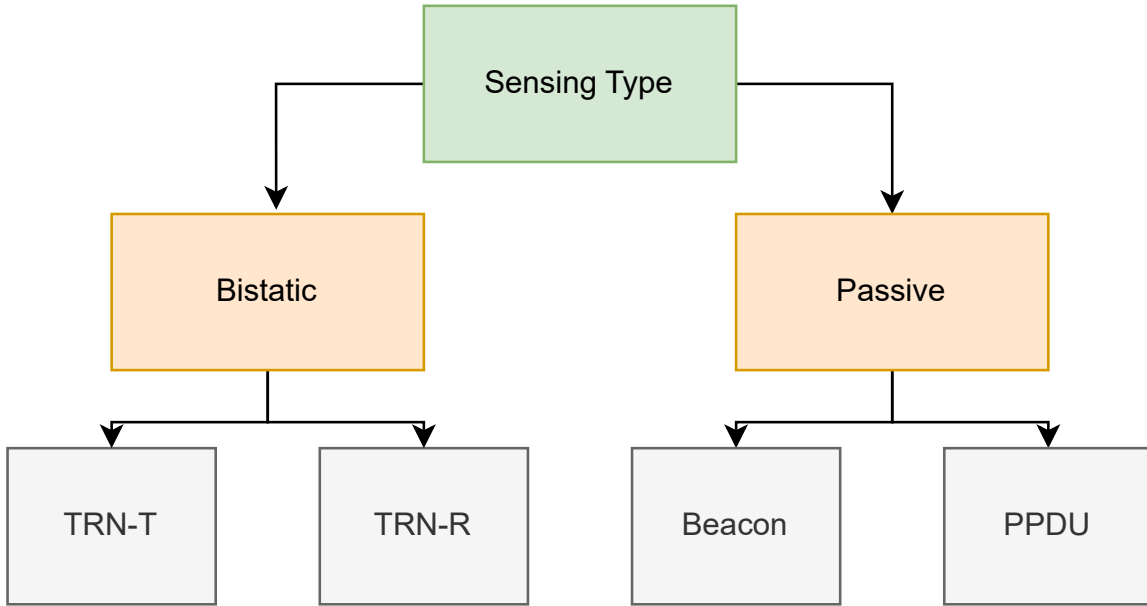 Sensing Type
Bistatic
Passive
TRN-T
TRN-R
Beacon
PPDU